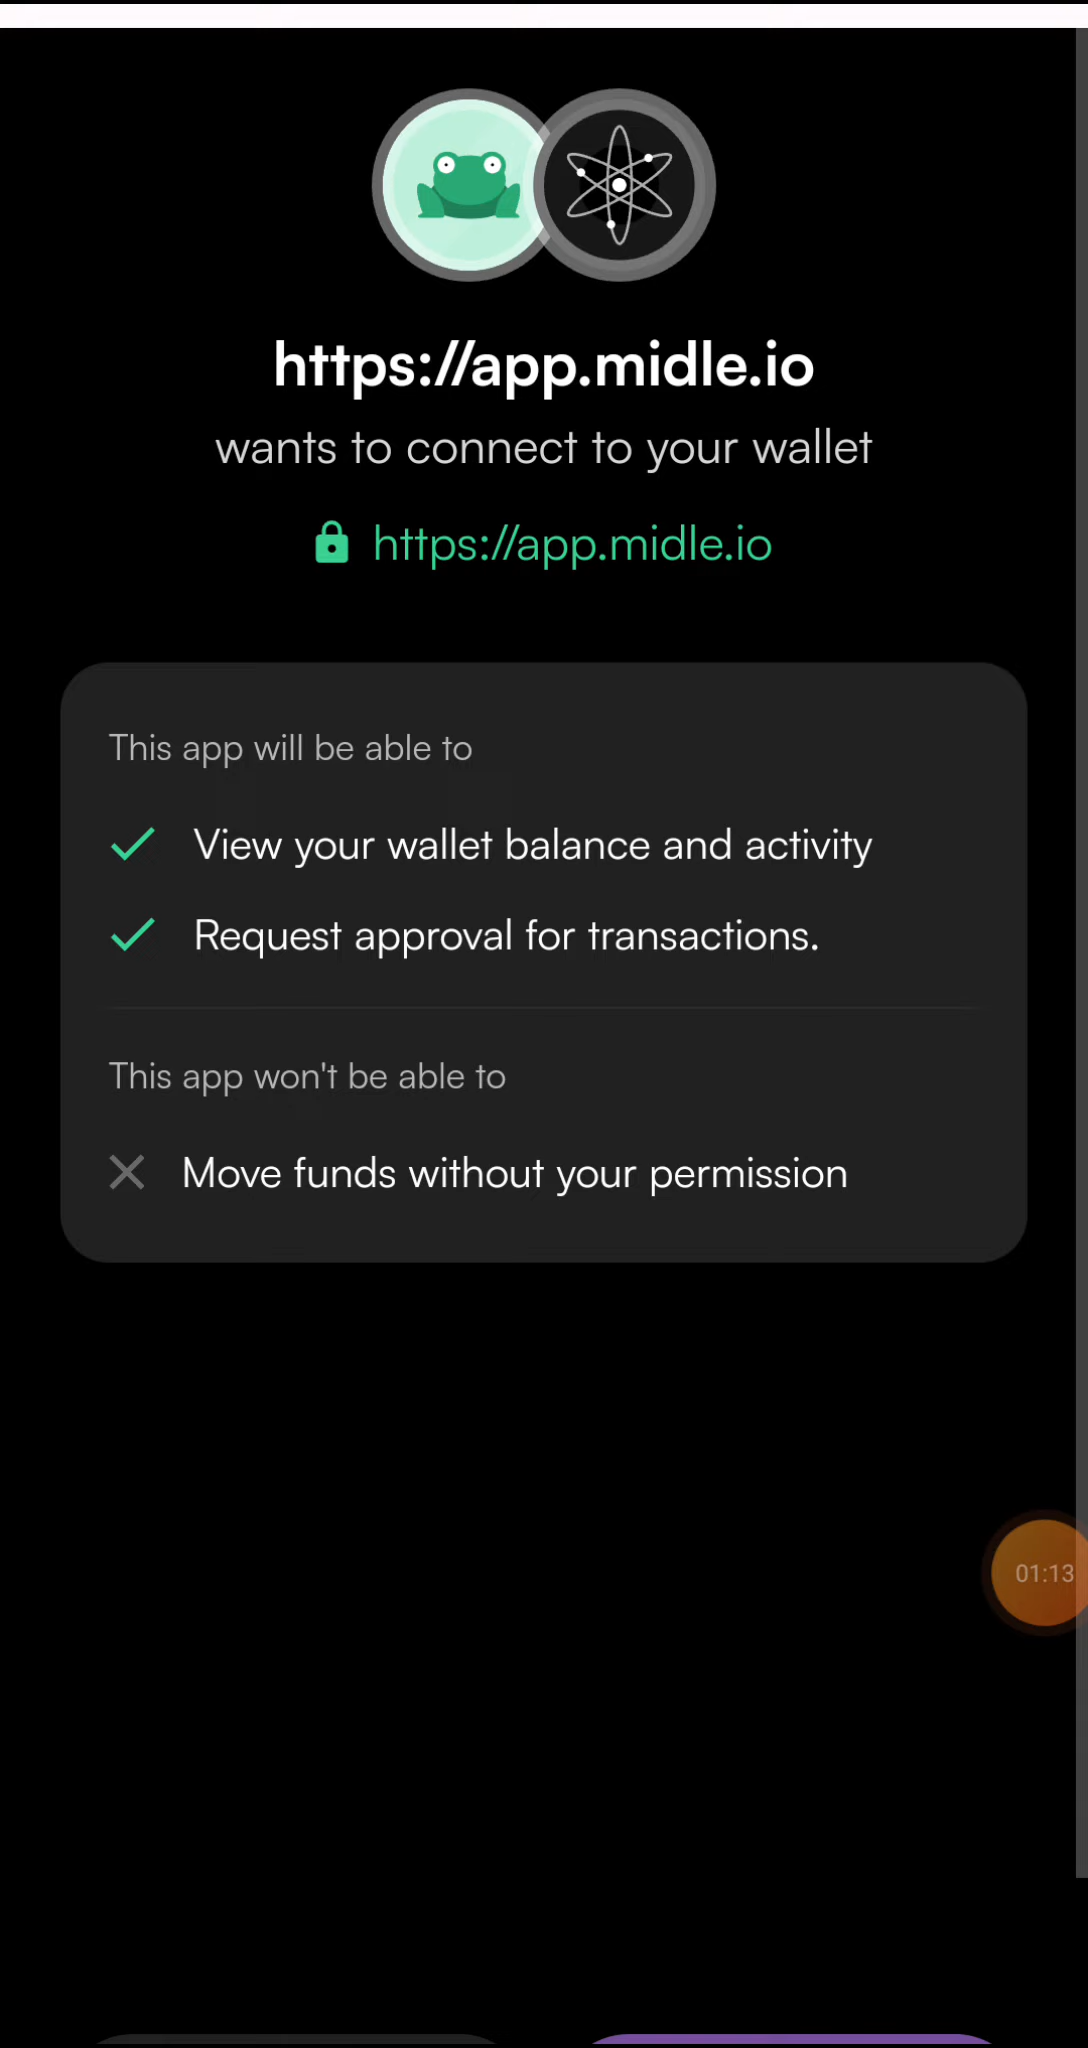 https://app.midle.io
wants to connect to your wallet
https://app.midle.io
This app will be able to
View your wallet balance and activity
Request approval for transactions.
This app won't be able to
Move funds without your permission
01:13